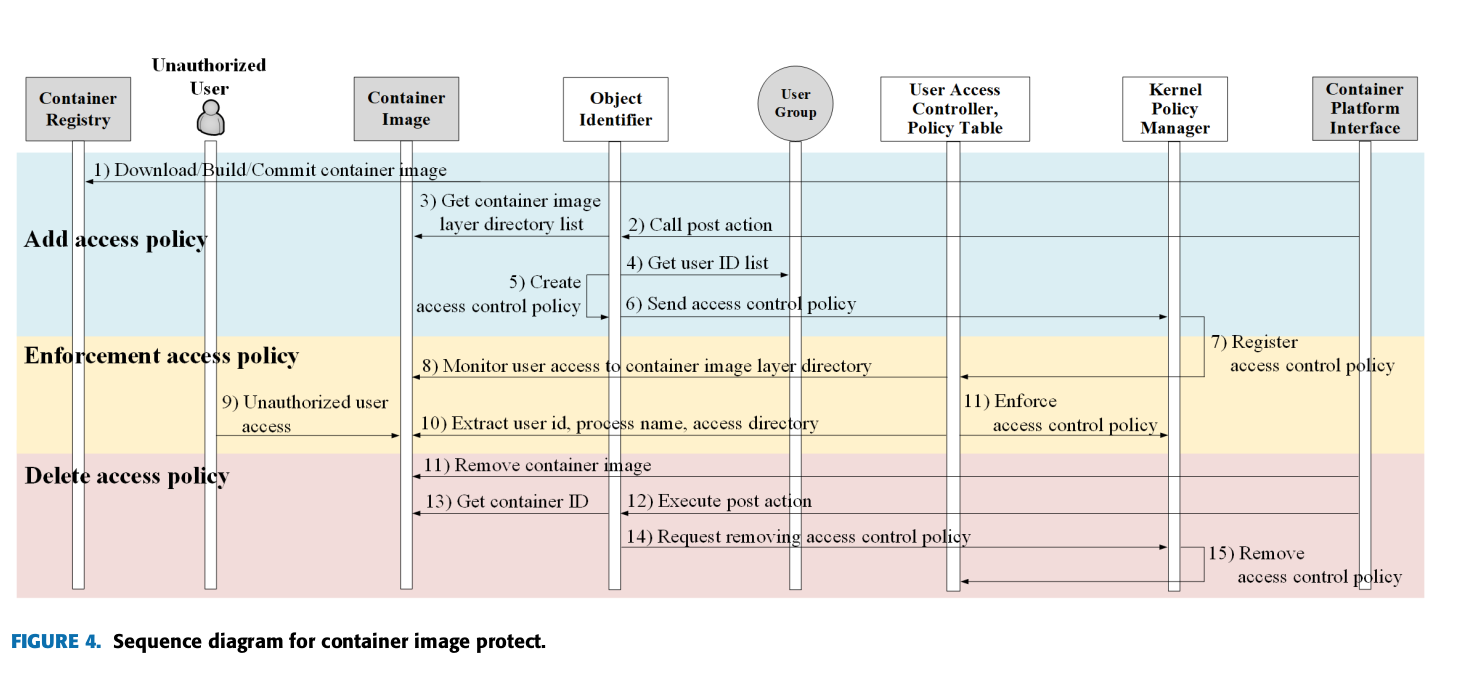 Unauthorized
User
Container
Registry
Container
Image
Object
Identifier
User
Group
User Access
Controller,
Policy Table
Kernel
Policy
Manager
Container
Platform
Interface
1) Download/Build/Commit container image
3) Get container image
layer directory list
2) Call post action
Add access policy
4) Get user ID list
5) Create
access control policy
6) Send access control policy
7) Register
access control policy
Enforcement access policy
8) Monitor user access to container image layer directory
9) Unauthorized user
access
10) Extract user id, process name, access directory
11) Enforce
access control policy
Delete access policy
11) Remove container image
13) Get container ID
12) Execute post action
14) Request removing access control policy
15) Remove
access control policy
FIGURE 4. Sequence diagram for container image protect.